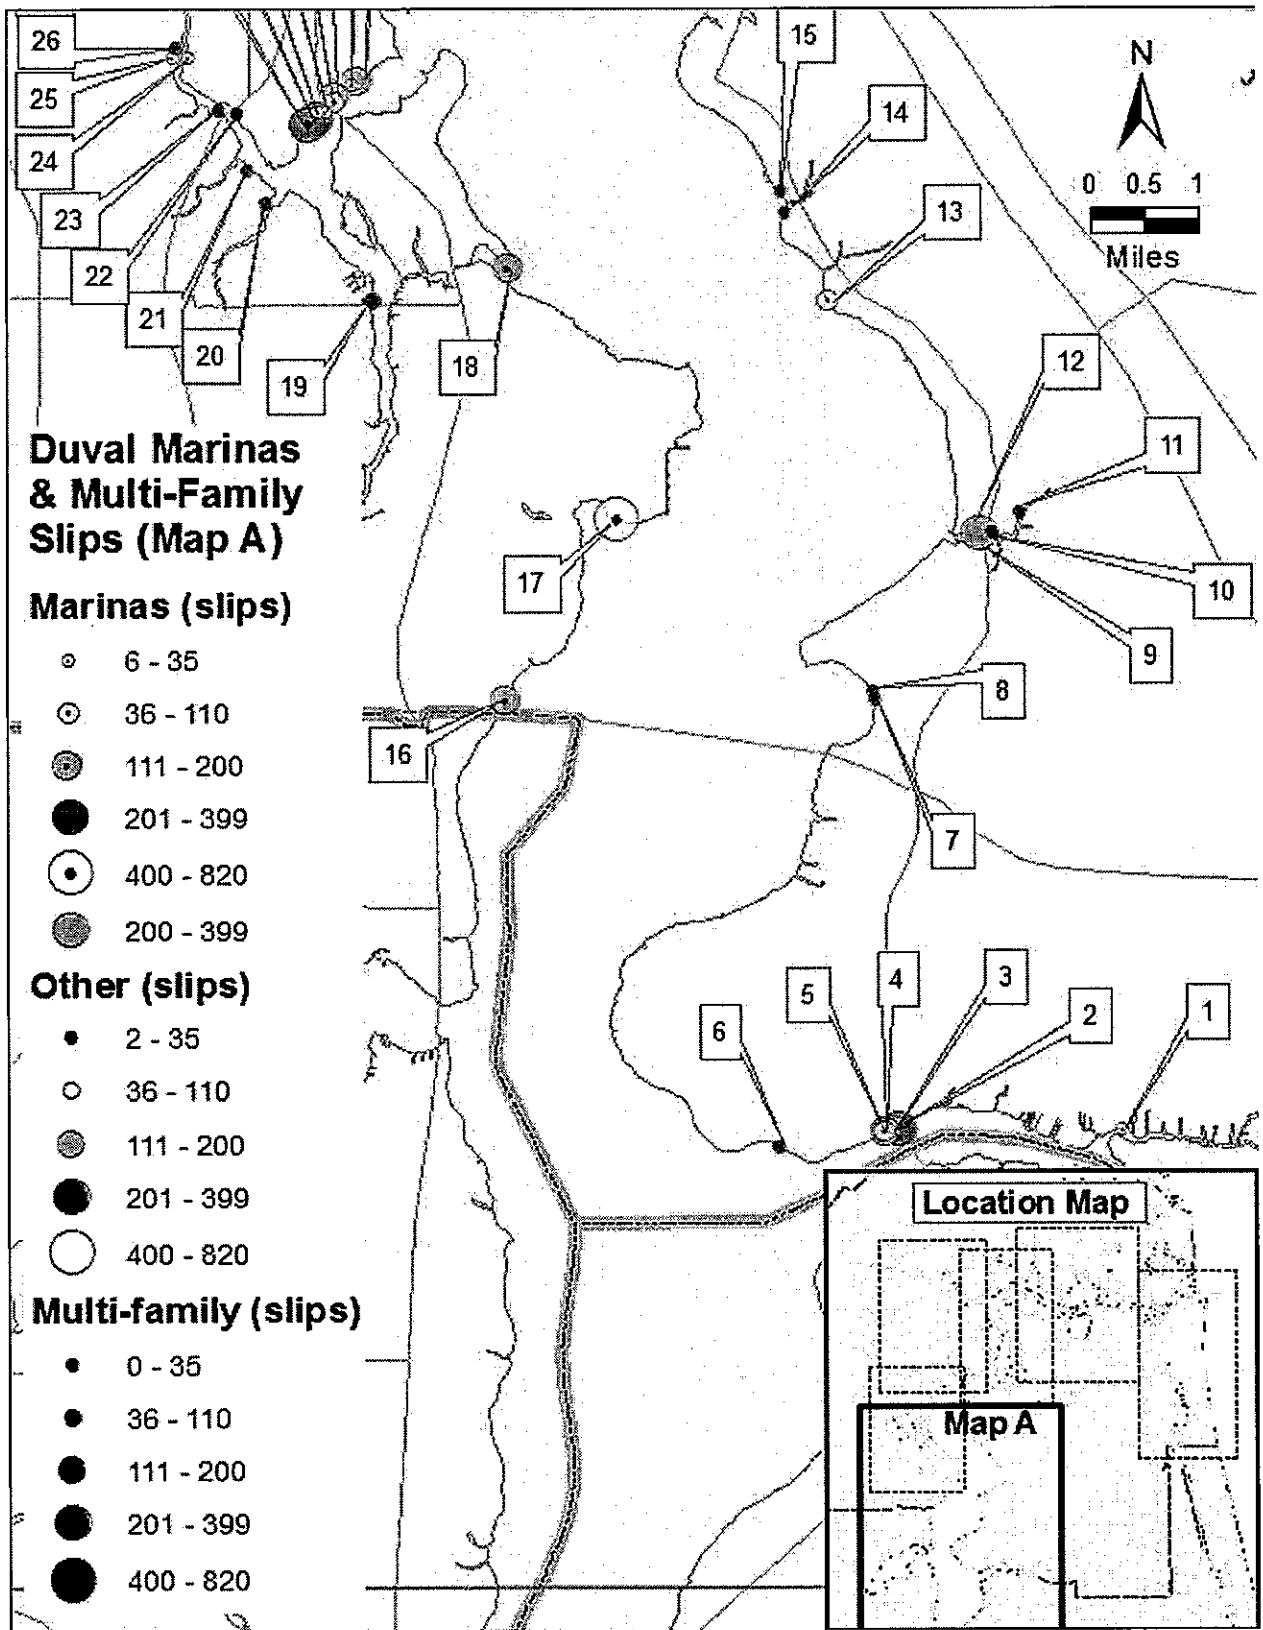 26
25
24
23
22
21
20
19
18
15
14
13
N
0 0.5 1
Miles
12
11
10
9
8
7
17
16
6
5
4
3
2
1
Duval Marinas
& Multi-Family
Slips (Map A)
Marinas (slips)
6 - 35
36 - 110
111 - 200
201 - 399
400 - 820
200 - 399
Other (slips)
2 - 35
36 - 110
111 - 200
201 - 399
400 - 820
Multi-family (slips)
0 - 35
36 - 110
111 - 200
201 - 399
400 - 820
Location Map
Map A